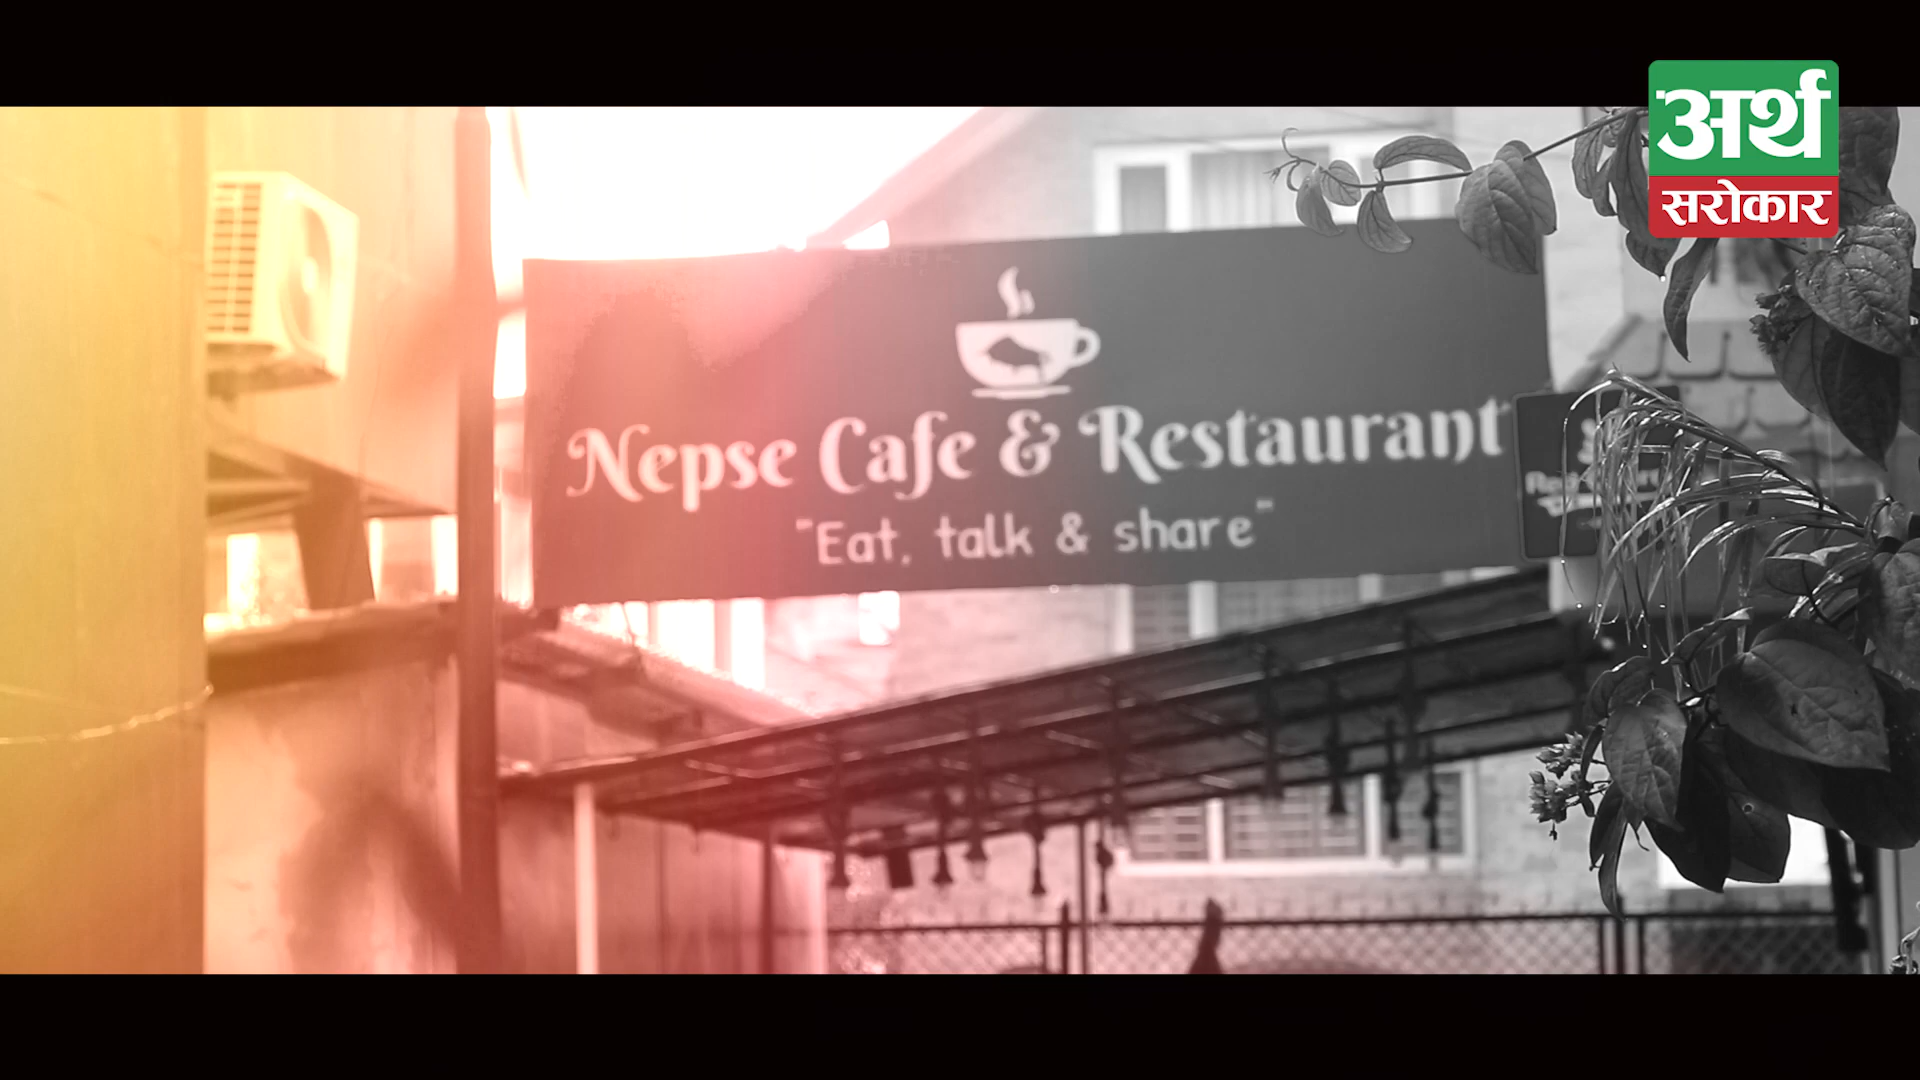 अर्थ
सरोकार
Nepse Cafe & Restaurant
"Eat, talk & share"